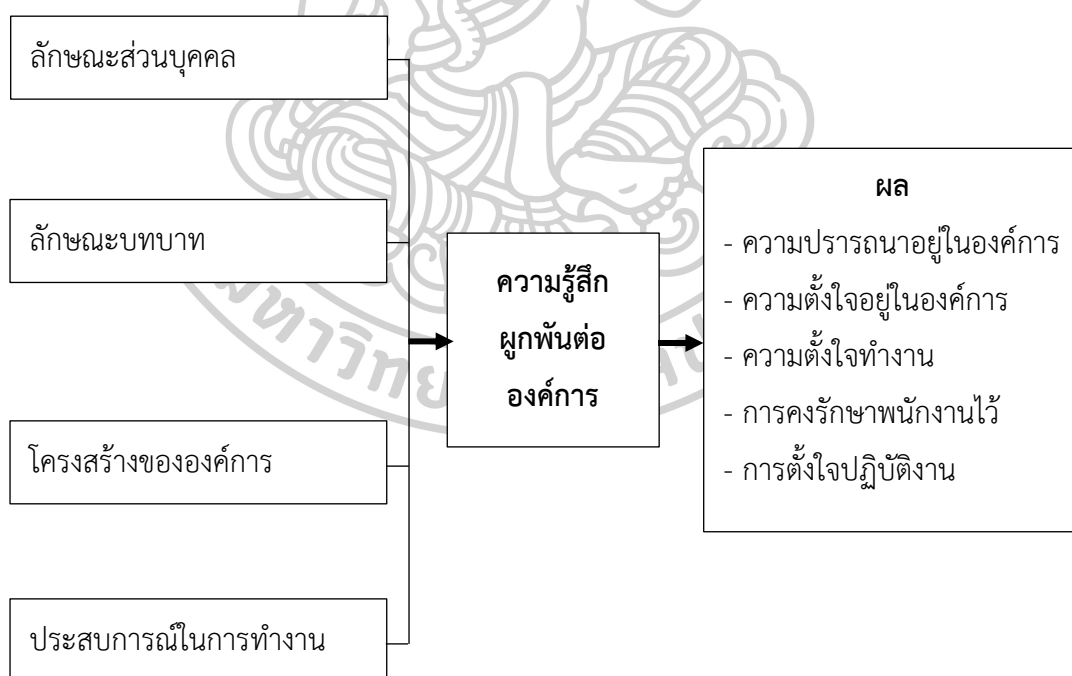 ลักษณะส่วนบุคคล
ลักษณะบทบาท
โครงสร้างขององค์การ
ประสบการณ์ในการทำงาน
ความรู้สึก
ผูกพันต่อ
องค์การ
ผล
- ความปรารถนาอยู่ในองค์การ
- ความตั้งใจอยู่ในองค์การ
- ความตั้งใจทำงาน
- การคงรักษาพนักงานไว้
- การตั้งใจปฏิบัติงาน